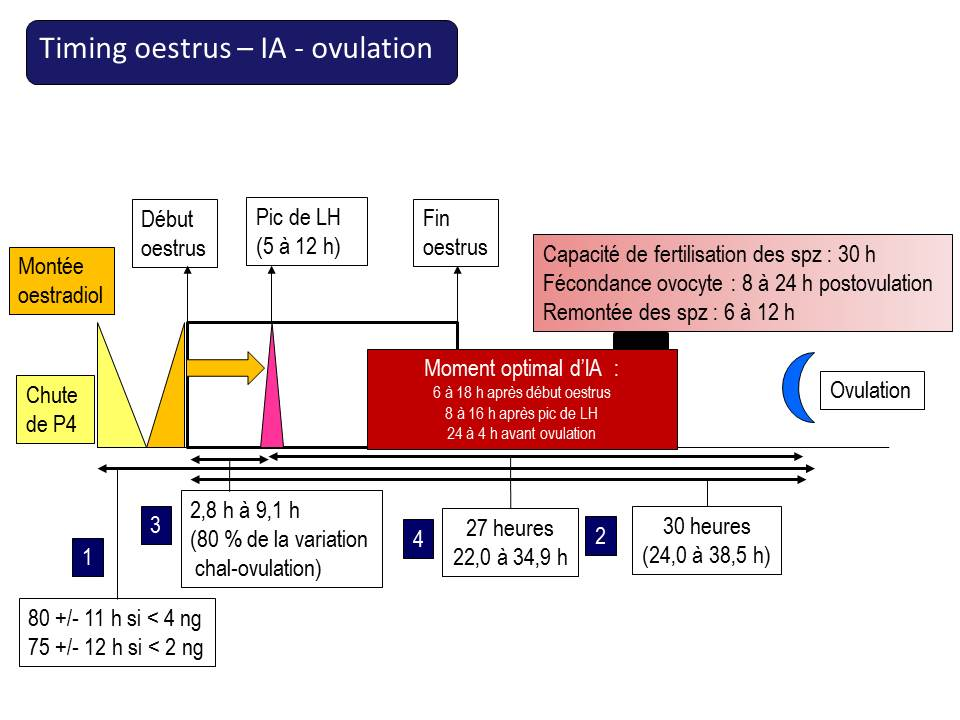 Timing oestrus – IA - ovulation
Début
oestrus
Pic de LH
(5 à 12 h)
Fin
oestrus
Montée
oestradiol
Capacité de fertilisation des spz : 30 h
Fécondance ovocyte : 8 à 24 h postovulation
Remontée des spz : 6 à 12 h
Chute
de P4
Moment optimal d’IA :
6 à 18 h après début oestrus
8 à 16 h après pic de LH
24 à 4 h avant ovulation
Ovulation
3
2,8 h à 9,1 h
(80 % de la variation
chal-ovulation)
4
27 heures
22,0 à 34,9 h
2
30 heures
(24,0 à 38,5 h)
1
80 +/- 11 h si < 4 ng
75 +/- 12 h si < 2 ng